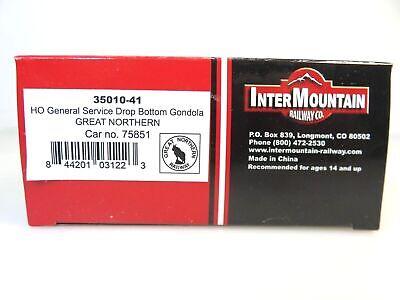 35010-41
HO General Service Drop Bottom Gondola
GREAT NORTHERN
Car no. 75851
8 44201 03122 3
GREAT NORTHERN
RAILWAY
INTERMOUNTAIN
RAILWAY CO.
P.O. Box 839, Longmont, CO 80502
Phone (800) 472-2530
www.intermountain-railway.com
Made in China
Recommended for ages 14 and up